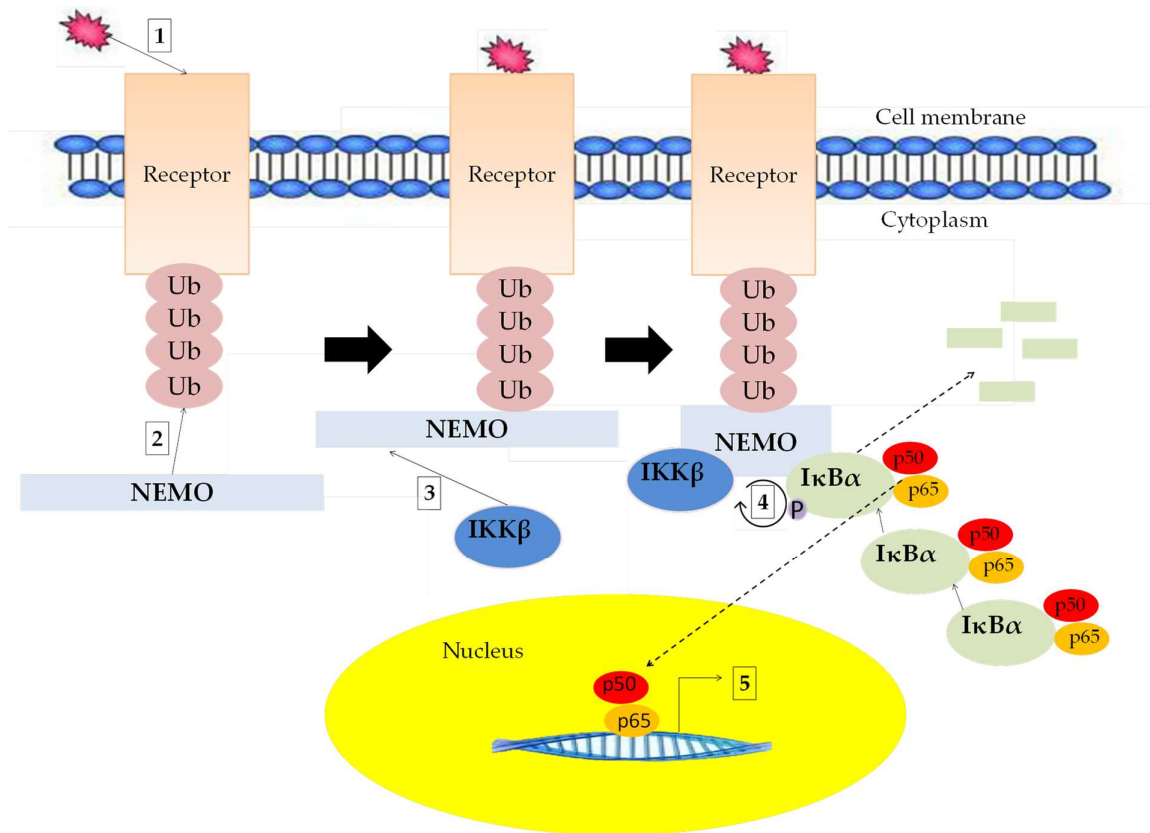 1
Cell membrane
Receptor
Receptor
Receptor
Cytoplasm
Ub
Ub
Ub
Ub
Ub
Ub
Ub
Ub
Ub
Ub
Ub
Ub
2
NEMO
3
IKKβ
NEMO
NEMO
IKKβ
4
P
IκBα
p50
p65
IκBα
p50
p65
IκBα
p50
p65
Nucleus
p50
p65
5